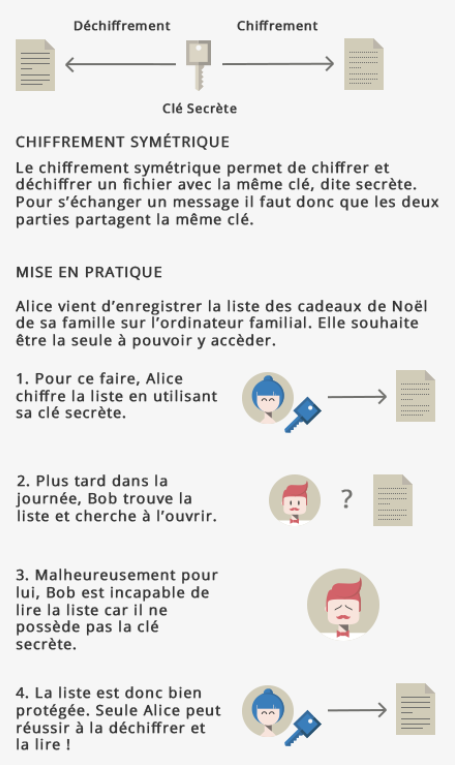 Déchiffrement Chiffrement
Clé Secrète
CHIFFREMENT SYMÉTRIQUE
Le chiffrement symétrique permet de chiffrer et
déchiffrer un fichier avec la même clé, dite secrète.
Pour s’échanger un message il faut donc que les deux
parties partagent la même clé.
MISE EN PRATIQUE
Alice vient d’enregistrer la liste des cadeaux de Noël
de sa famille sur l’ordinateur familial. Elle souhaite
être la seule à pouvoir y accèder.
1. Pour ce faire, Alice
chiffre la liste en utilisant
sa clé secrète.
2. Plus tard dans la
journée, Bob trouve la
liste et cherche à l’ouvrir.
?
3. Malheureusement pour
lui, Bob est incapable de
lire la liste car il ne
possède pas la clé
secrète.
4. La liste est donc bien
protégée. Seule Alice peut
réussir à la déchiffrer et
la lire !